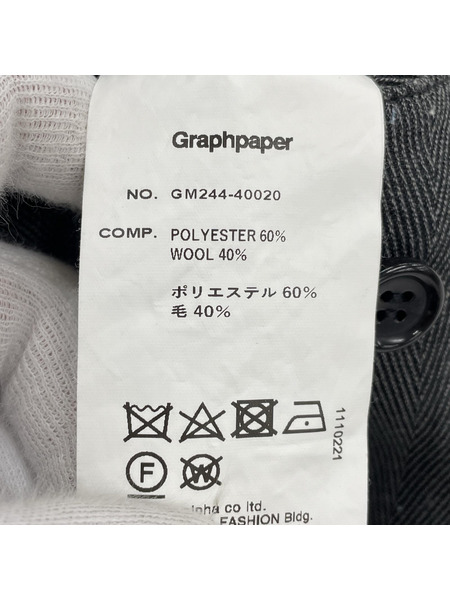 Graphpaper
NO. GM244-40020
COMP. POLYESTER 60%
WOOL 40%
ポリエステル 60%
毛 40%
1110221
F
W
co ltd.
FASHION Bldg.